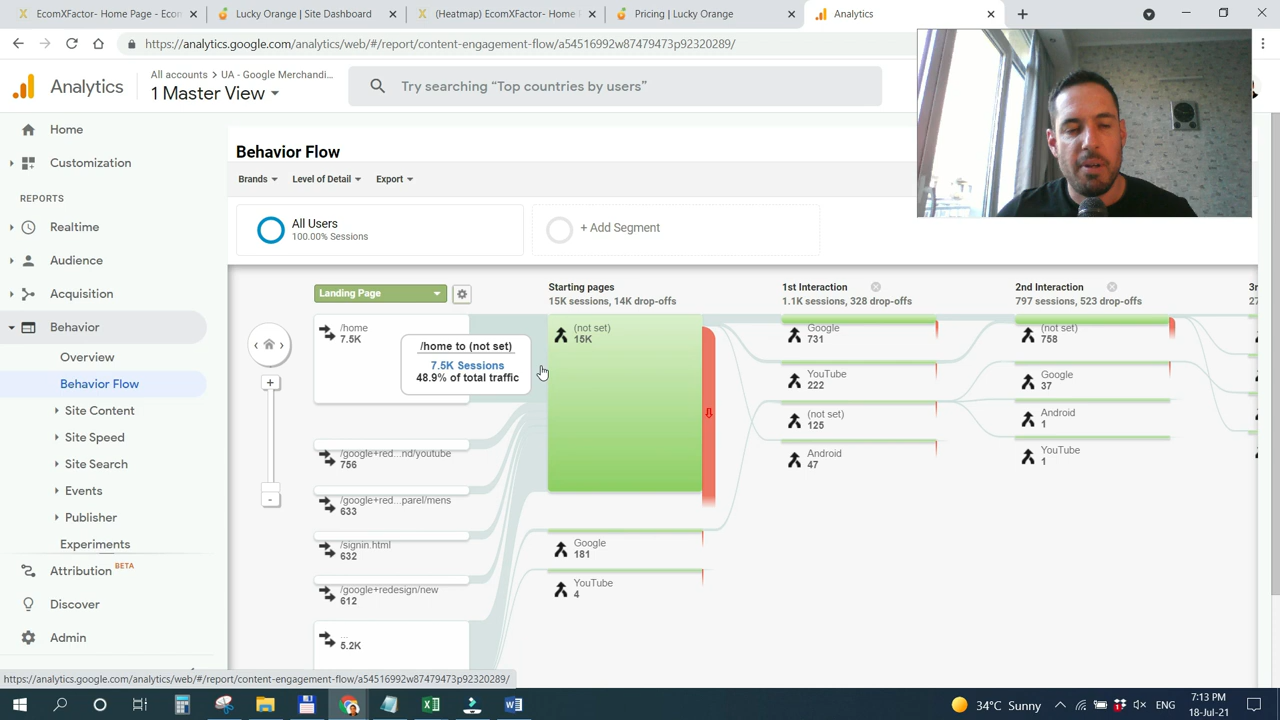 EcomXFactor- Home Page - Ecom
Lucky Orange | Site Dashboard
(Heatmap) EcomXFactor- Home
Pricing | Lucky Orange
Analytics
https://analytics.google.com/analytics/web/#/report/content-engagement-flow/a54516992w87479473p92320289/
Analytics
All accounts > UA - Google Merchandi...
1 Master View
Try searching “Top countries by users”
Home
Customization
REPORTS
Realtime
Audience
Acquisition
Behavior
Overview
Behavior Flow
Site Content
Site Speed
Site Search
Events
Publisher
Experiments
Attribution BETA
Discover
Admin
Behavior Flow
Brands
Level of Detail
Export
All Users
100.00% Sessions
+ Add Segment
Landing Page
Starting pages
15K sessions, 14K drop-offs
1st Interaction
1.1K sessions, 328 drop-offs
2nd Interaction
797 sessions, 523 drop-offs
/home
7.5K
/home to (not set)
7.5K Sessions
48.9% of total traffic
/google+red...nd/youtube
756
/google+red...parel/mens
633
/signin.html
632
/google+redesign/new
612
...
5.2K
(not set)
15K
Google
181
YouTube
4
Google
731
YouTube
222
(not set)
125
Android
47
(not set)
758
Google
37
Android
1
YouTube
1
https://analytics.google.com/analytics/web/#/report/content-engagement-flow/a54516992w87479473p92320289/
34°C Sunny
ENG
7:13 PM
18-Jul-21